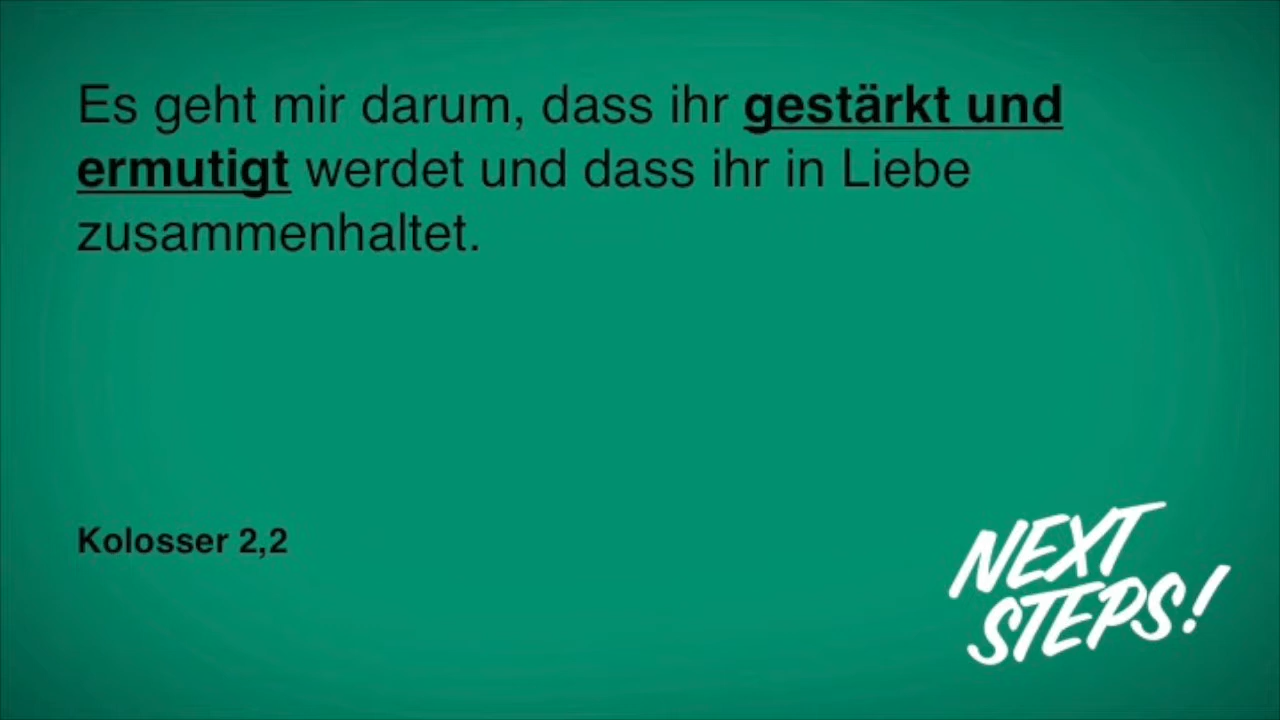 Es geht mir darum, dass ihr gestärkt und
ermutigt werdet und dass ihr in Liebe
zusammenhaltet.
Kolosser 2,2
NEXT
STEPS!